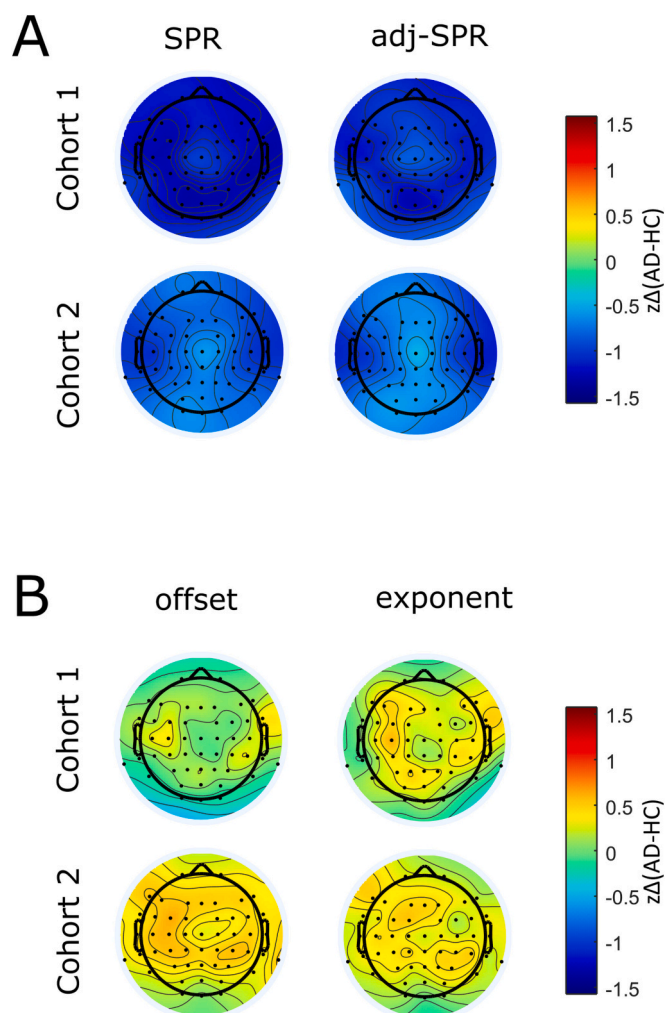 A
SPR
adj-SPR
Cohort 1
Cohort 2
1.5
1
0.5
0
-0.5
-1
-1.5
zΔ(AD-HC)
B
offset
exponent
Cohort 1
Cohort 2
1.5
1
0.5
0
-0.5
-1
-1.5
zΔ(AD-HC)